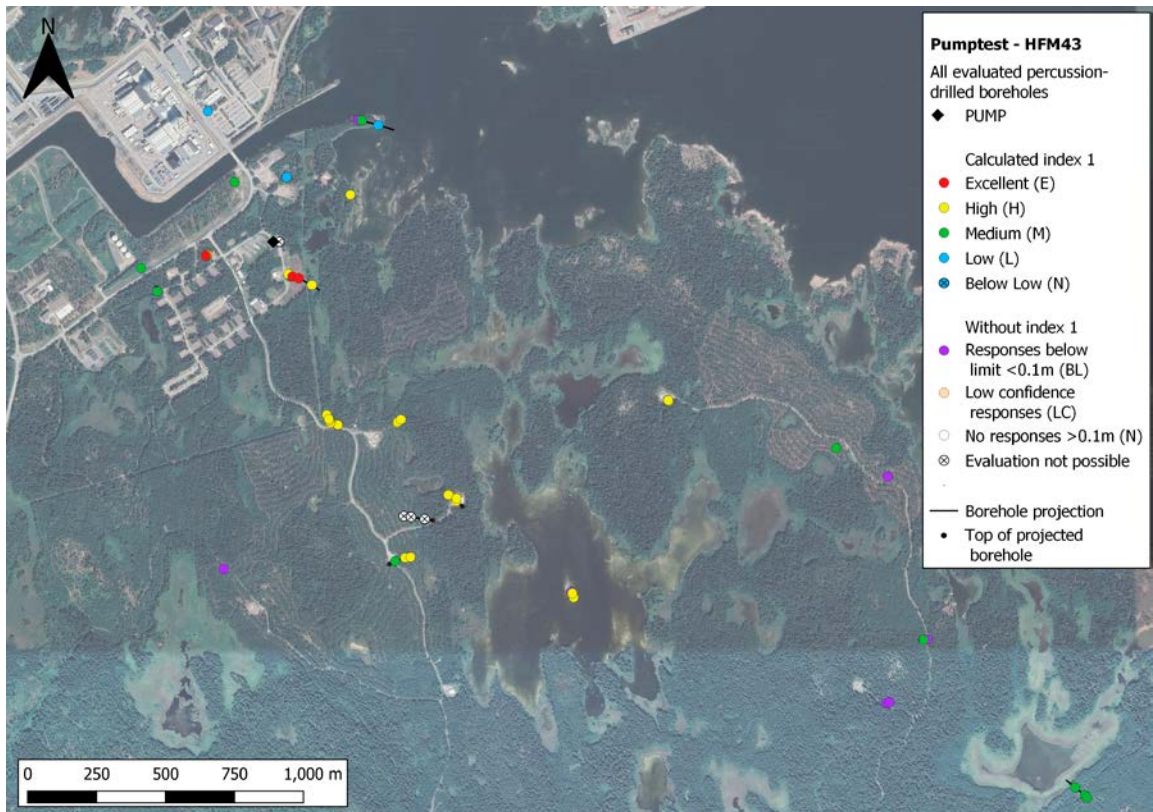 N
Pumptest - HFM43
All evaluated percussion-
drilled boreholes
PUMP
Calculated index 1
Excellent (E)
High (H)
Medium (M)
Low (L)
Below Low (N)
Without index 1
Responses below
limit <0.1m (BL)
Low confidence
responses (LC)
No responses >0.1m (N)
Evaluation not possible
Borehole projection
Top of projected
borehole
0 250 500 750 1,000 m